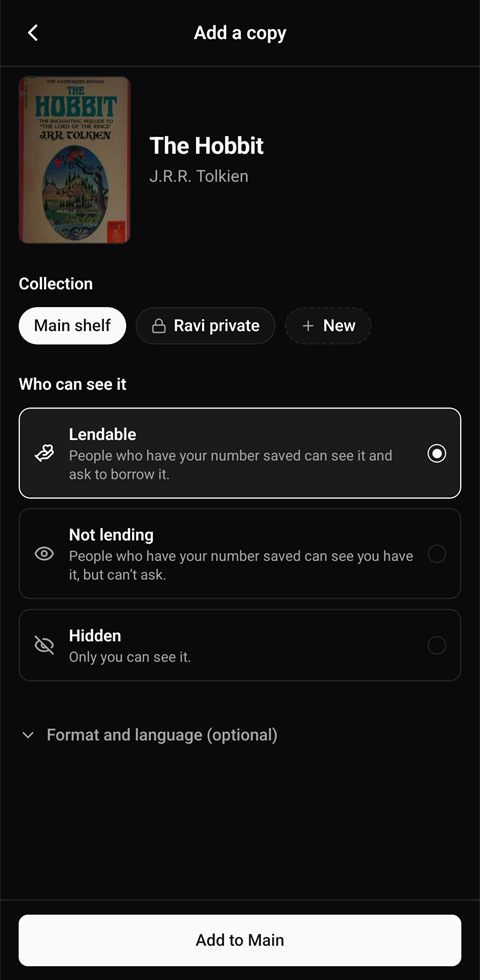 Add a copy
THE AUTHORIZED EDITION
THE
HOBBIT
THE ENCHANTING PRELUDE TO
"THE LORD OF THE RINGS"
J.R.R. TOLKIEN
The Hobbit
J.R.R. Tolkien
Collection
Main shelf
Ravi private
New
Who can see it
Lendable
People who have your number saved can see it and
ask to borrow it.
Not lending
People who have your number saved can see you have
it, but can’t ask.
Hidden
Only you can see it.
Format and language (optional)
Add to Main